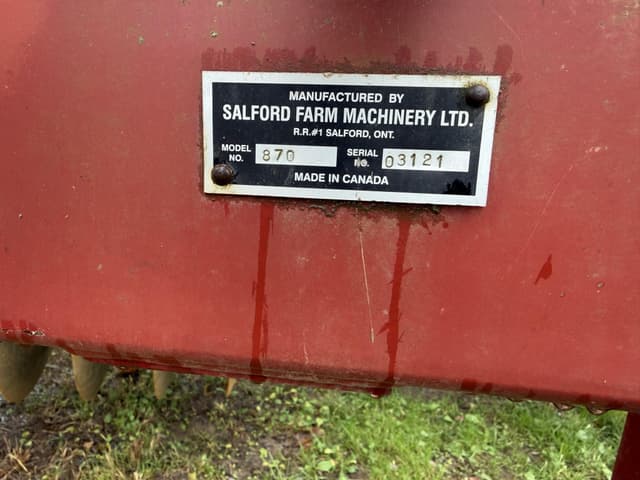 MANUFACTURED BY
SALFORD FARM MACHINERY LTD.
R.R.#1 SALFORD, ONT.
MODEL NO. 870 SERIAL NO. 03121
MADE IN CANADA